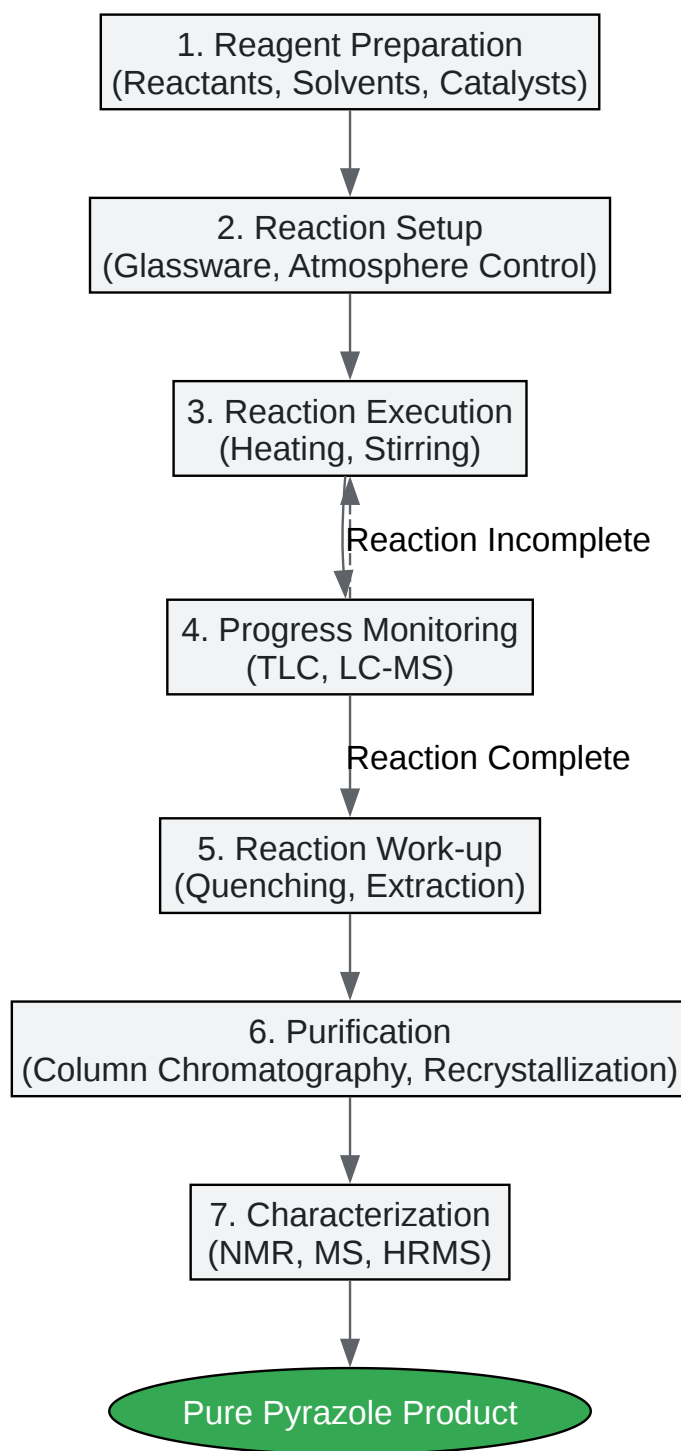 1. Reagent Preparation
(Reactants, Solvents, Catalysts)
2. Reaction Setup
(Glassware, Atmosphere Control)
3. Reaction Execution
(Heating, Stirring)
Reaction Incomplete
4. Progress Monitoring
(TLC, LC-MS)
Reaction Complete
5. Reaction Work-up
(Quenching, Extraction)
6. Purification
(Column Chromatography, Recrystallization)
7. Characterization
(NMR, MS, HRMS)
Pure Pyrazole Product